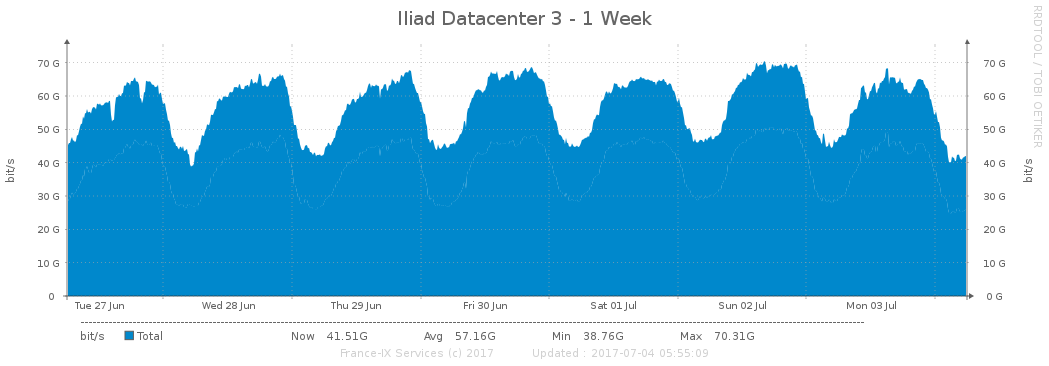 Iliad Datacenter 3 - 1 Week
RRDTOOL / TOBI OETIKER
bit/s
70 G 70 G
60 G 60 G
50 G 50 G
40 G 40 G
30 G 30 G
20 G 20 G
10 G 10 G
0 0 G
bit/s
Tue 27 Jun Wed 28 Jun Thu 29 Jun Fri 30 Jun Sat 01 Jul Sun 02 Jul Mon 03 Jul
bit/s Total Now 41.51G Avg 57.16G Min 38.76G Max 70.31G
France-IX Services (c) 2017 Updated : 2017-07-04 05:55:09